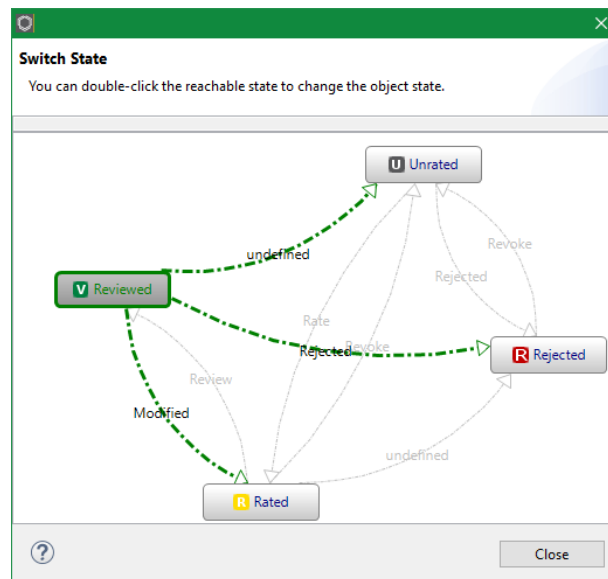 Switch State
You can double-click the reachable state to change the object state.
U Unrated
undefined
Revoke
Rejected
V Reviewed
Rate
Rejected
Revoke
R Rejected
Review
Modified
undefined
R Rated
?
Close